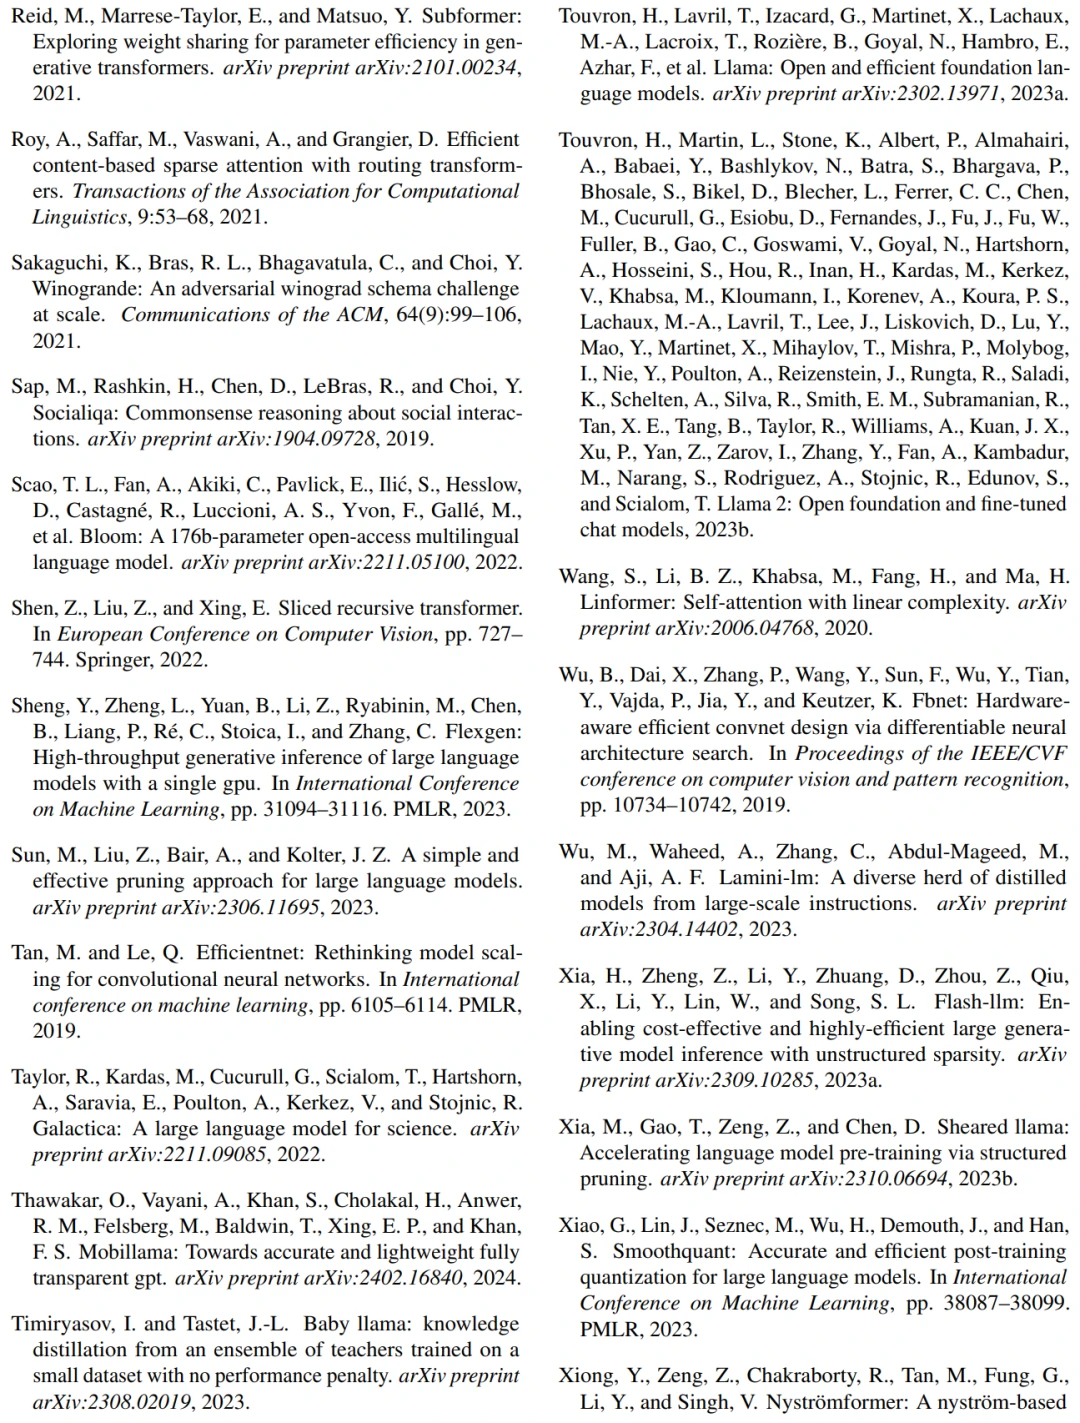 Reid, M., Marrese-Taylor, E., and Matsuo, Y. Subformer:
Exploring weight sharing for parameter efficiency in gen-
erative transformers. arXiv preprint arXiv:2101.00234,
2021.
Roy, A., Saffar, M., Vaswani, A., and Grangier, D. Efficient
content-based sparse attention with routing transform-
ers. Transactions of the Association for Computational
Linguistics, 9:53–68, 2021.
Sakaguchi, K., Bras, R. L., Bhagavatula, C., and Choi, Y.
Winogrande: An adversarial winograd schema challenge
at scale. Communications of the ACM, 64(9):99–106,
2021.
Sap, M., Rashkin, H., Chen, D., LeBras, R., and Choi, Y.
Socialiqa: Commonsense reasoning about social interac-
tions. arXiv preprint arXiv:1904.09728, 2019.
Scao, T. L., Fan, A., Akiki, C., Pavlick, E., Ilić, S., Hesslow,
D., Castagné, R., Luccioni, A. S., Yvon, F., Gallé, M.,
et al. Bloom: A 176b-parameter open-access multilingual
language model. arXiv preprint arXiv:2211.05100, 2022.
Shen, Z., Liu, Z., and Xing, E. Sliced recursive transformer.
In European Conference on Computer Vision, pp. 727–
744. Springer, 2022.
Sheng, Y., Zheng, L., Yuan, B., Li, Z., Ryabinin, M., Chen,
B., Liang, P., Ré, C., Stoica, I., and Zhang, C. Flexgen:
High-throughput generative inference of large language
models with a single gpu. In International Conference
on Machine Learning, pp. 31094–31116. PMLR, 2023.
Sun, M., Liu, Z., Bair, A., and Kolter, J. Z. A simple and
effective pruning approach for large language models.
arXiv preprint arXiv:2306.11695, 2023.
Tan, M. and Le, Q. Efficientnet: Rethinking model scal-
ing for convolutional neural networks. In International
conference on machine learning, pp. 6105–6114. PMLR,
2019.
Taylor, R., Kardas, M., Cucurull, G., Scialom, T., Hartshorn,
A., Saravia, E., Poulton, A., Kerkez, V., and Stojnic, R.
Galactica: A large language model for science. arXiv
preprint arXiv:2211.09085, 2022.
Thawakar, O., Vayani, A., Khan, S., Cholakal, H., Anwer,
R. M., Felsberg, M., Baldwin, T., Xing, E. P., and Khan,
F. S. Mobillama: Towards accurate and lightweight fully
transparent gpt. arXiv preprint arXiv:2402.16840, 2024.
Timiryasov, I. and Tastet, J.-L. Baby llama: knowledge
distillation from an ensemble of teachers trained on a
small dataset with no performance penalty. arXiv preprint
arXiv:2308.02019, 2023.
Touvron, H., Lavril, T., Izacard, G., Martinet, X., Lachaux,
M.-A., Lacroix, T., Rozière, B., Goyal, N., Hambro, E.,
Azhar, F., et al. Llama: Open and efficient foundation lan-
guage models. arXiv preprint arXiv:2302.13971, 2023a.
Touvron, H., Martin, L., Stone, K., Albert, P., Almahairi,
A., Babaei, Y., Bashlykov, N., Batra, S., Bhargava, P.,
Bhosale, S., Bikel, D., Blecher, L., Ferrer, C. C., Chen,
M., Cucurull, G., Esiobu, D., Fernandes, J., Fu, J., Fu, W.,
Fuller, B., Gao, C., Goswami, V., Goyal, N., Hartshorn,
A., Hosseini, S., Hou, R., Inan, H., Kardas, M., Kerkez,
V., Khabsa, M., Kloumann, I., Korenev, A., Koura, P. S.,
Lachaux, M.-A., Lavril, T., Lee, J., Liskovich, D., Lu, Y.,
Mao, Y., Martinet, X., Mihaylov, T., Mishra, P., Molybog,
I., Nie, Y., Poulton, A., Reizenstein, J., Rungta, R., Saladi,
K., Schelten, A., Silva, R., Smith, E. M., Subramanian, R.,
Tan, X. E., Tang, B., Taylor, R., Williams, A., Kuan, J. X.,
Xu, P., Yan, Z., Zarov, I., Zhang, Y., Fan, A., Kambadur,
M., Narang, S., Rodriguez, A., Stojnic, R., Edunov, S.,
and Scialom, T. Llama 2: Open foundation and fine-tuned
chat models, 2023b.
Wang, S., Li, B. Z., Khabsa, M., Fang, H., and Ma, H.
Linformer: Self-attention with linear complexity. arXiv
preprint arXiv:2006.04768, 2020.
Wu, B., Dai, X., Zhang, P., Wang, Y., Sun, F., Wu, Y., Tian,
Y., Vajda, P., Jia, Y., and Keutzer, K. Fbnet: Hardware-
aware efficient convnet design via differentiable neural
architecture search. In Proceedings of the IEEE/CVF
conference on computer vision and pattern recognition,
pp. 10734–10742, 2019.
Wu, M., Waheed, A., Zhang, C., Abdul-Mageed, M.,
and Aji, A. F. Lamini-lm: A diverse herd of distilled
models from large-scale instructions. arXiv preprint
arXiv:2304.14402, 2023.
Xia, H., Zheng, Z., Li, Y., Zhuang, D., Zhou, Z., Qiu,
X., Li, Y., Lin, W., and Song, S. L. Flash-llm: En-
abling cost-effective and highly-efficient large genera-
tive model inference with unstructured sparsity. arXiv
preprint arXiv:2309.10285, 2023a.
Xia, M., Gao, T., Zeng, Z., and Chen, D. Sheared llama:
Accelerating language model pre-training via structured
pruning. arXiv preprint arXiv:2310.06694, 2023b.
Xiao, G., Lin, J., Seznec, M., Wu, H., Demouth, J., and Han,
S. Smoothquant: Accurate and efficient post-training
quantization for large language models. In International
Conference on Machine Learning, pp. 38087–38099.
PMLR, 2023.
Xiong, Y., Zeng, Z., Chakraborty, R., Tan, M., Fung, G.,
Li, Y., and Singh, V. Nyströmformer: A nyström-based